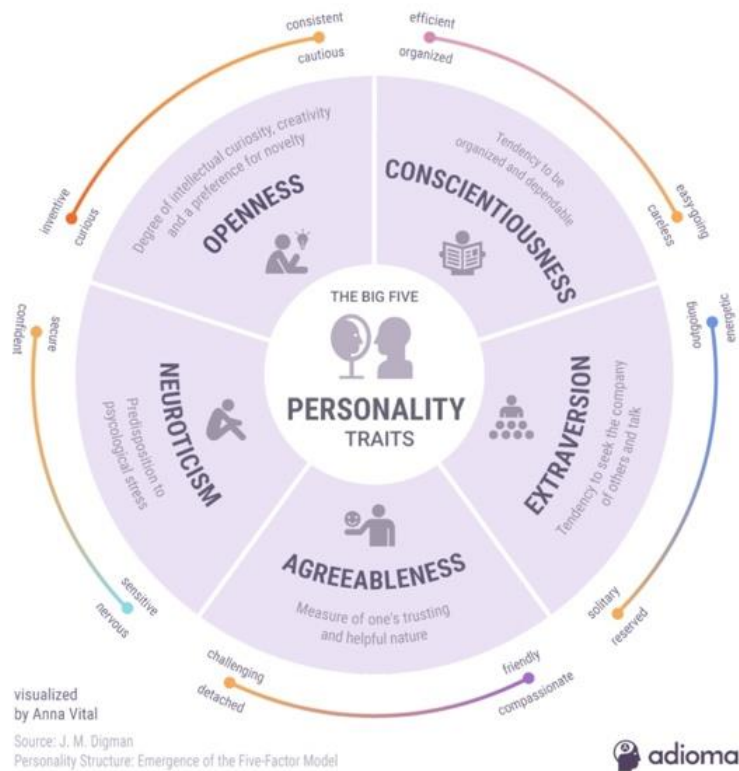 consistent
cautious
inventive
curious
Degree of intellectual curiosity, creativity
and a preference for novelty
OPENNESS
efficient
organized
easy-going
careless
Tendency to be
organized and dependable
CONSCIENTIOUSNESS
energetic
outgoing
solitary
reserved
EXTRAVERSION
Tendency to seek the company
of others and talk
friendly
compassionate
challenging
detached
AGREEABLENESS
Measure of one's trusting
and helpful nature
secure
confident
sensitive
nervous
NEUROTICISM
Predisposition to
psycological stress
THE BIG FIVE
PERSONALITY
TRAITS
visualized
by Anna Vital
Source: J. M. Digman
Personality Structure: Emergence of the Five-Factor Model
adioma